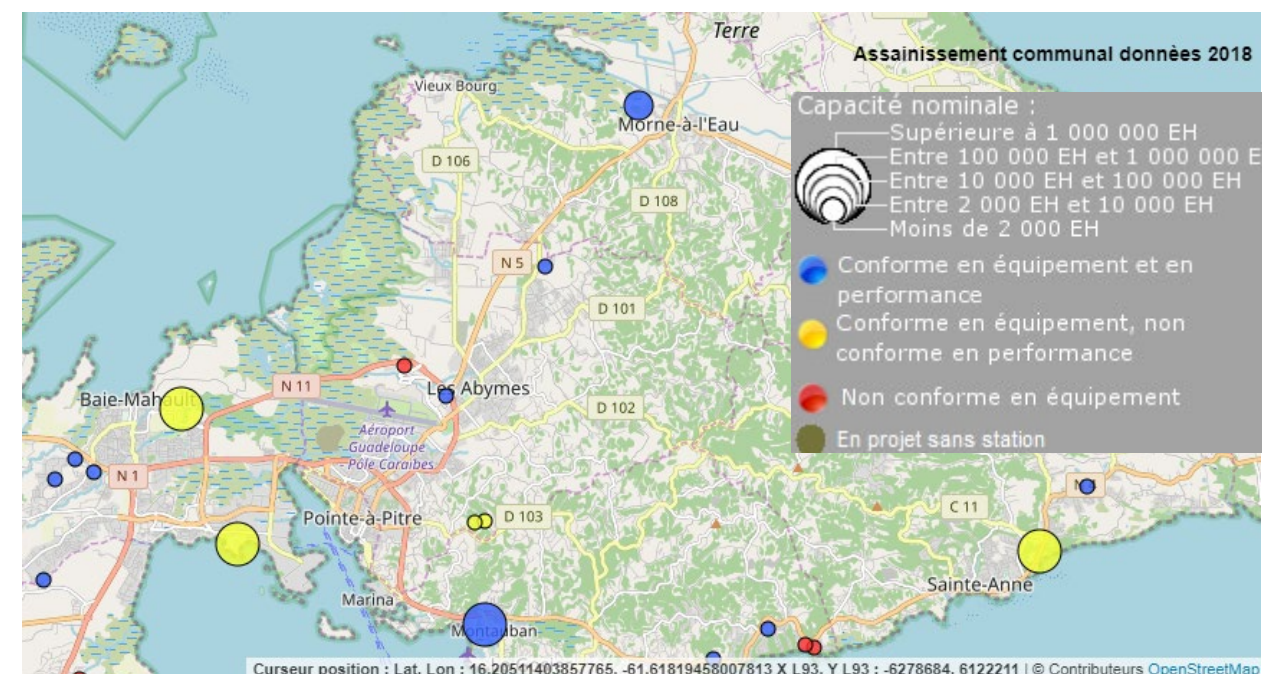 Terre
Assainissement communal donnèes 2018
Vieux Bourg
Morne-à-l'Eau
Capacité nominale :
Supérieure à 1 000 000 EH
Entre 100 000 EH et 1 000 000 E
Entre 10 000 EH et 100 000 EH
Entre 2 000 EH et 10 000 EH
Moins de 2 000 EH
D 106
D 108
N 5
Conforme en équipement et en
performance
D 101
Conforme en équipement, non
conforme en performance
N 11
Les Abymes
Baie-Mahault
Non conforme en équipement
D 102
Aéroport
Guadeloupe
- Pôle Caraïbes
En projet sans station
N 1
C 11
Pointe-à-Pitre
D 103
Sainte-Anne
Marina
Montauban
Curseur position : Lat, Lon : 16.20511403857765, -61.61819458007813 X L93, Y L93 : -6278684, 6122211 | © Contributeurs OpenStreetMap